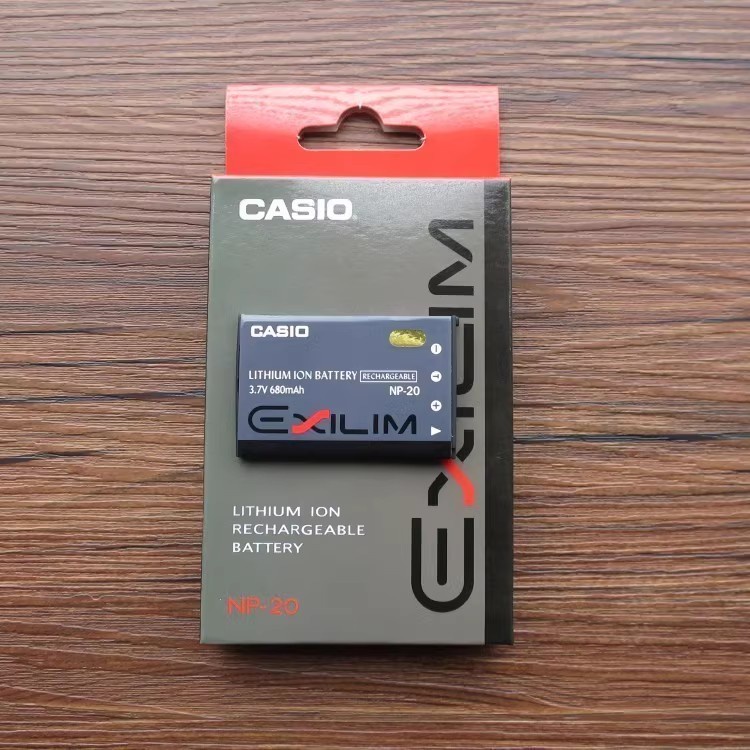 CASIO
EXILIM
CASIO
LITHIUM ION BATTERY RECHARGEABLE
3.7V 680mAh NP-20
EXILIM
− T +
LITHIUM ION
RECHARGEABLE
BATTERY
NP-20